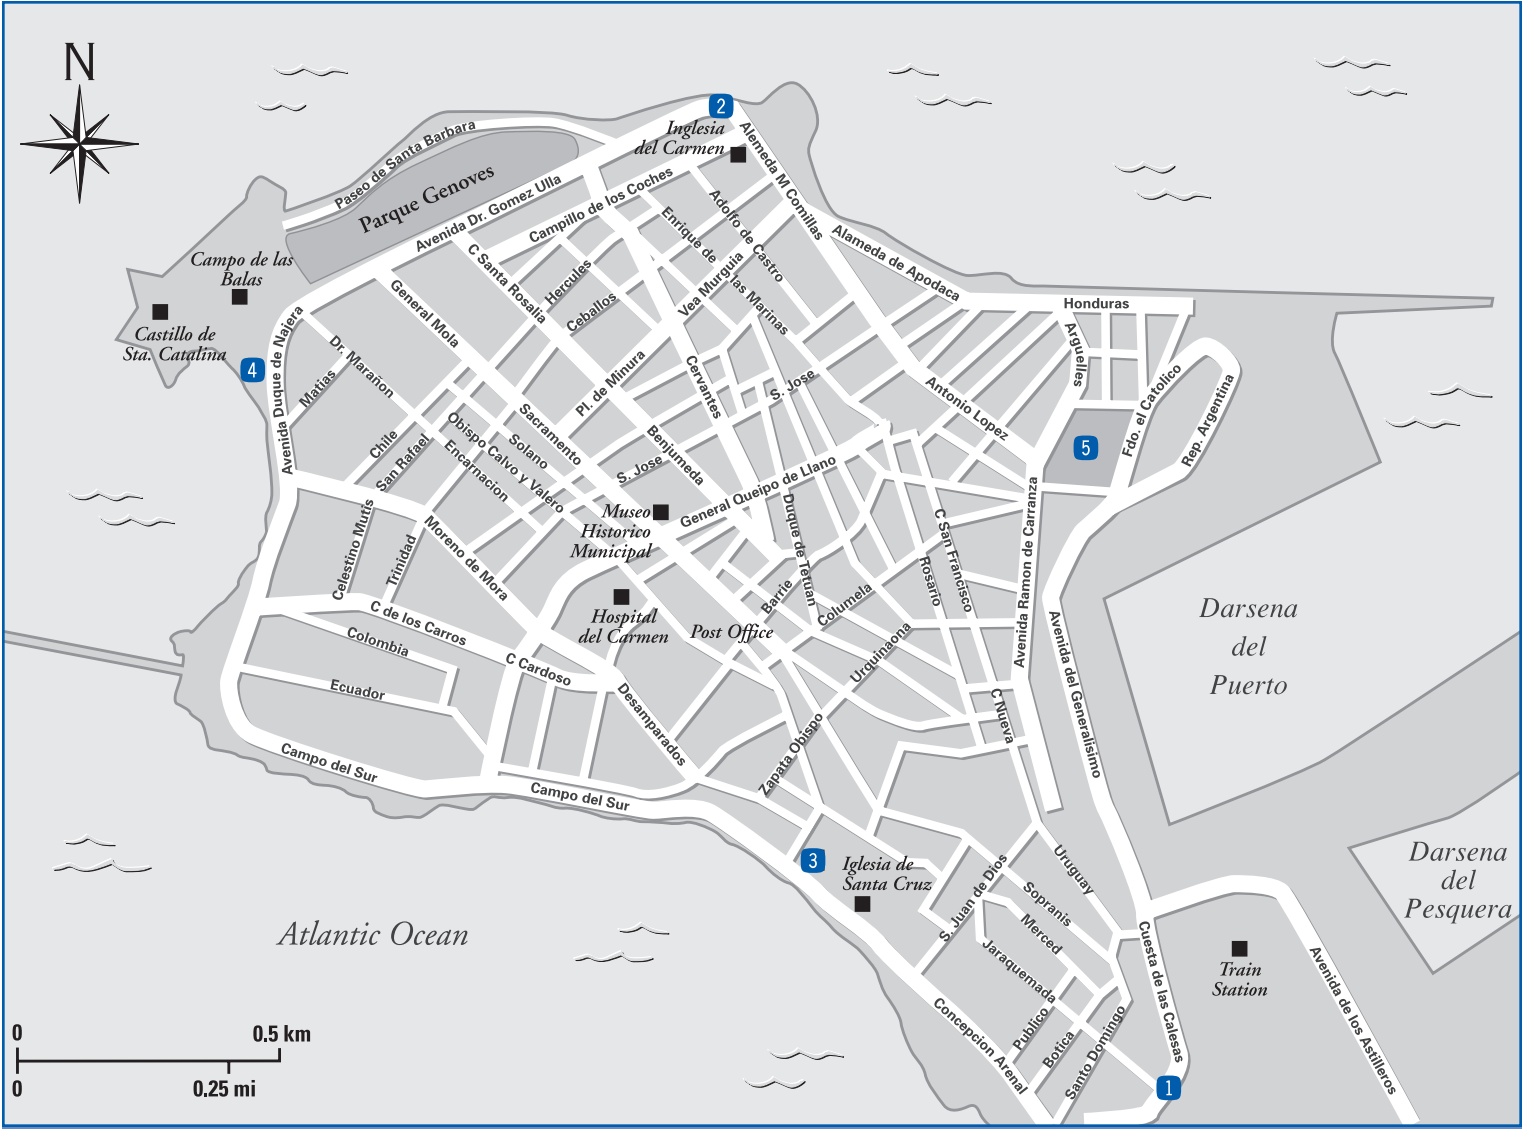 N
2
Inglesia
del Carmen
Paseo de Santa Barbara
Parque Genoves
Avenida Dr. Gomez Ulla
Campillo de los Coches
Alemeda M Comillas
Adolfo de Castro
Enrique de las Marinas
Alameda de Apodaca
Honduras
Campo de las
Balas
Castillo de
Sta. Catalina
4
Avenida Duque de Najera
Matias
Dr. Marañon
General Mola
C Santa Rosalia
Hercules
Ceballos
Vea Murguia
Pl. de Minura
Cervantes
S. Jose
Antonio Lopez
Arguelles
Fdo. el Catolico
Rep. Argentina
5
Chile
San Rafael
Obispo Calvo y Valero
Encarnacion
Solano
Sacramento
S. Jose
Benjumeda
General Queipo de Llano
Museo
Historico
Municipal
Celestino Mutis
Trinidad
Moreno de Mora
Duque de Tetuan
C San Francisco
Rosario
Avenida Ramon de Carranza
Hospital
del Carmen
Post Office
Barrie
Columela
Urquinaona
C de los Carros
Colombia
Ecuador
C Cardoso
Desamparados
Zapata Obispo
C Nueva
Avenida del Generalisimo
Darsena
del
Puerto
Campo del Sur
Campo del Sur
3
Iglesia de
Santa Cruz
S. Juan de Dios
Uruguay
Sopranis
Merced
Jaraquemada
Darsena
del
Pesquera
Atlantic Ocean
Cuesta de las Calesas
Train
Station
Avenida de los Astilleros
Concepcion Arenal
Publico
Botica
Santo Domingo
1
0
0.5 km
0
0.25 mi